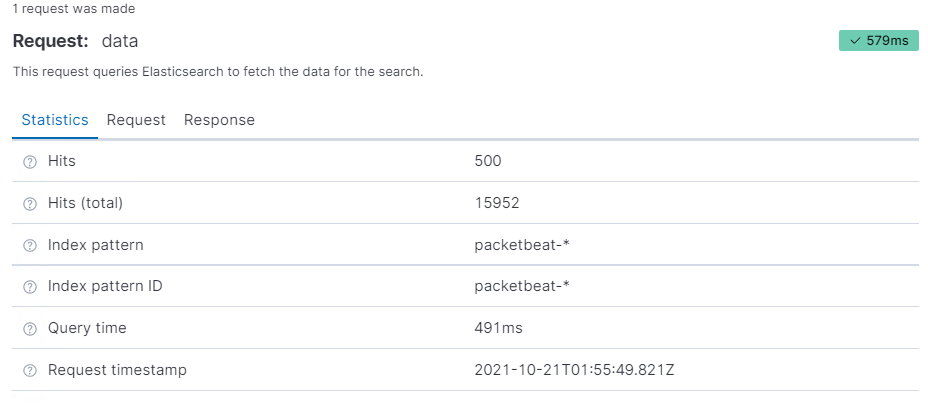 1 request was made
Request: data ✓ 579ms
This request queries Elasticsearch to fetch the data for the search.
Statistics Request Response
Hits 500
Hits (total) 15952
Index pattern packetbeat-*
Index pattern ID packetbeat-*
Query time 491ms
Request timestamp 2021-10-21T01:55:49.821Z